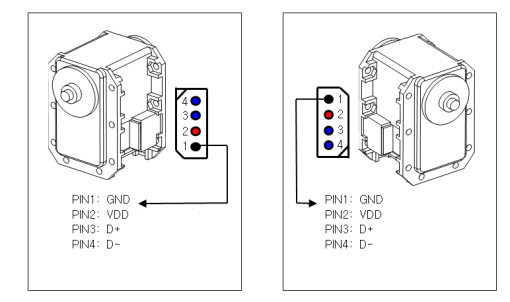 4
3
2
1
PIN1: GND
PIN2: VDD
PIN3: D+
PIN4: D-
1
2
3
4
PIN1: GND
PIN2: VDD
PIN3: D+
PIN4: D-